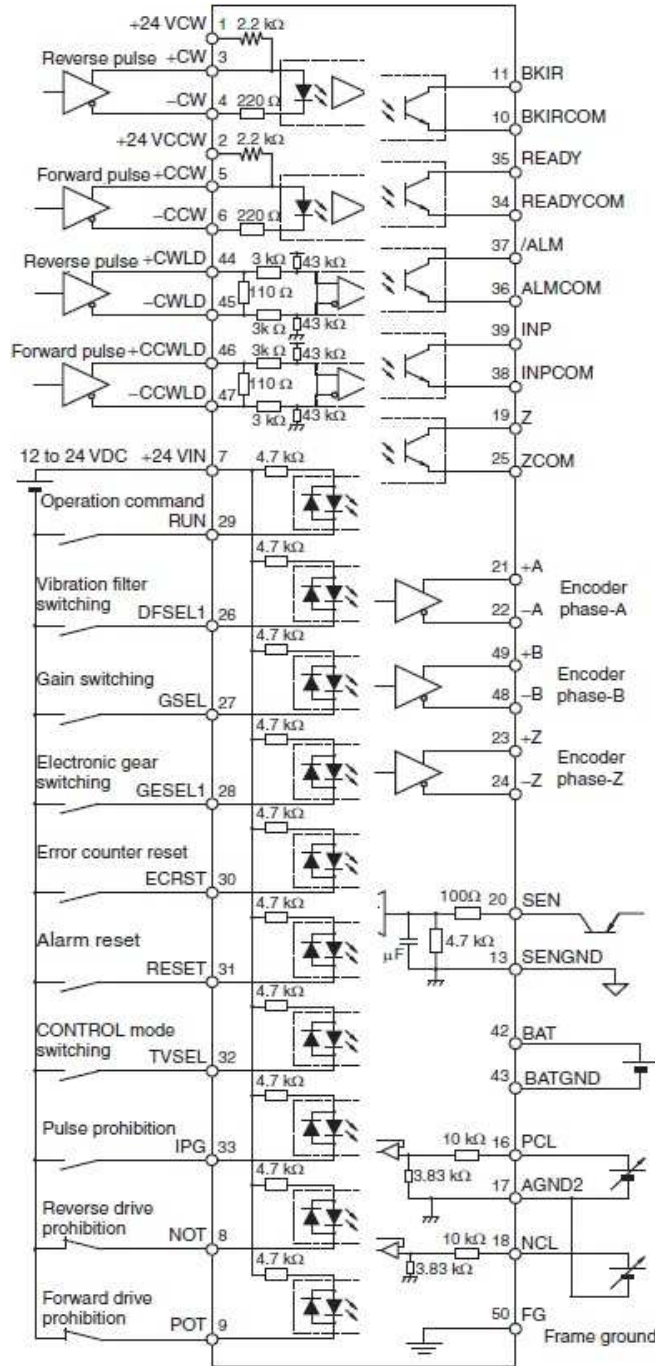 +24 VCW 1 2.2 kΩ
Reverse pulse +CW 3
−CW 4 220 Ω
+24 VCCW 2 2.2 kΩ
Forward pulse +CCW 5
−CCW 6 220 Ω
Reverse pulse +CWLD 44 3 kΩ 43 kΩ
110 Ω
−CWLD 45 3k Ω 43 kΩ
Forward pulse +CCWLD 46 3kΩ 43 kΩ
110 Ω
−CCWLD 47 3 kΩ 43 kΩ
12 to 24 VDC +24 VIN 7 4.7 kΩ
Operation command
RUN 29
4.7 kΩ
Vibration filter
switching DFSEL1 26
4.7 kΩ
Gain switching
GSEL 27
4.7 kΩ
Electronic gear
switching GESEL1 28
4.7 kΩ
Error counter reset
ECRST 30
4.7 kΩ
Alarm reset
RESET 31
4.7 kΩ
CONTROL mode
switching TVSEL 32
4.7 kΩ
Pulse prohibition
IPG 33
4.7 kΩ
Reverse drive
prohibition NOT 8
4.7 kΩ
Forward drive
prohibition POT 9
11 BKIR
10 BKIRCOM
35 READY
34 READYCOM
37 /ALM
36 ALMCOM
39 INP
38 INPCOM
19 Z
25 ZCOM
21 +A
Encoder
phase-A
22 −A
49 +B
Encoder
phase-B
48 −B
23 +Z
Encoder
phase-Z
24 −Z
100Ω 20 SEN
4.7 kΩ
μF
13 SENGND
42 BAT
43 BATGND
10 kΩ 16 PCL
3.83 kΩ
17 AGND2
10 kΩ 18 NCL
3.83 kΩ
50 FG
Frame ground